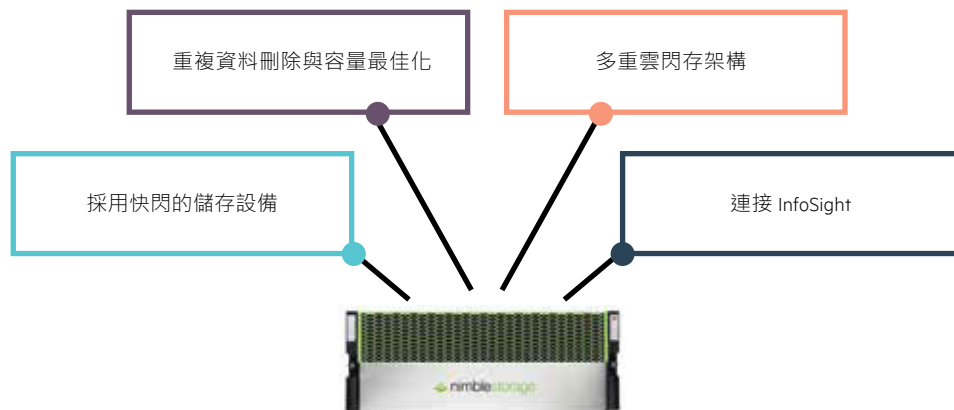 重複資料刪除與容量最佳化
多重雲閃存架構
採用快閃的儲存設備
連接 InfoSight
nimblestorage